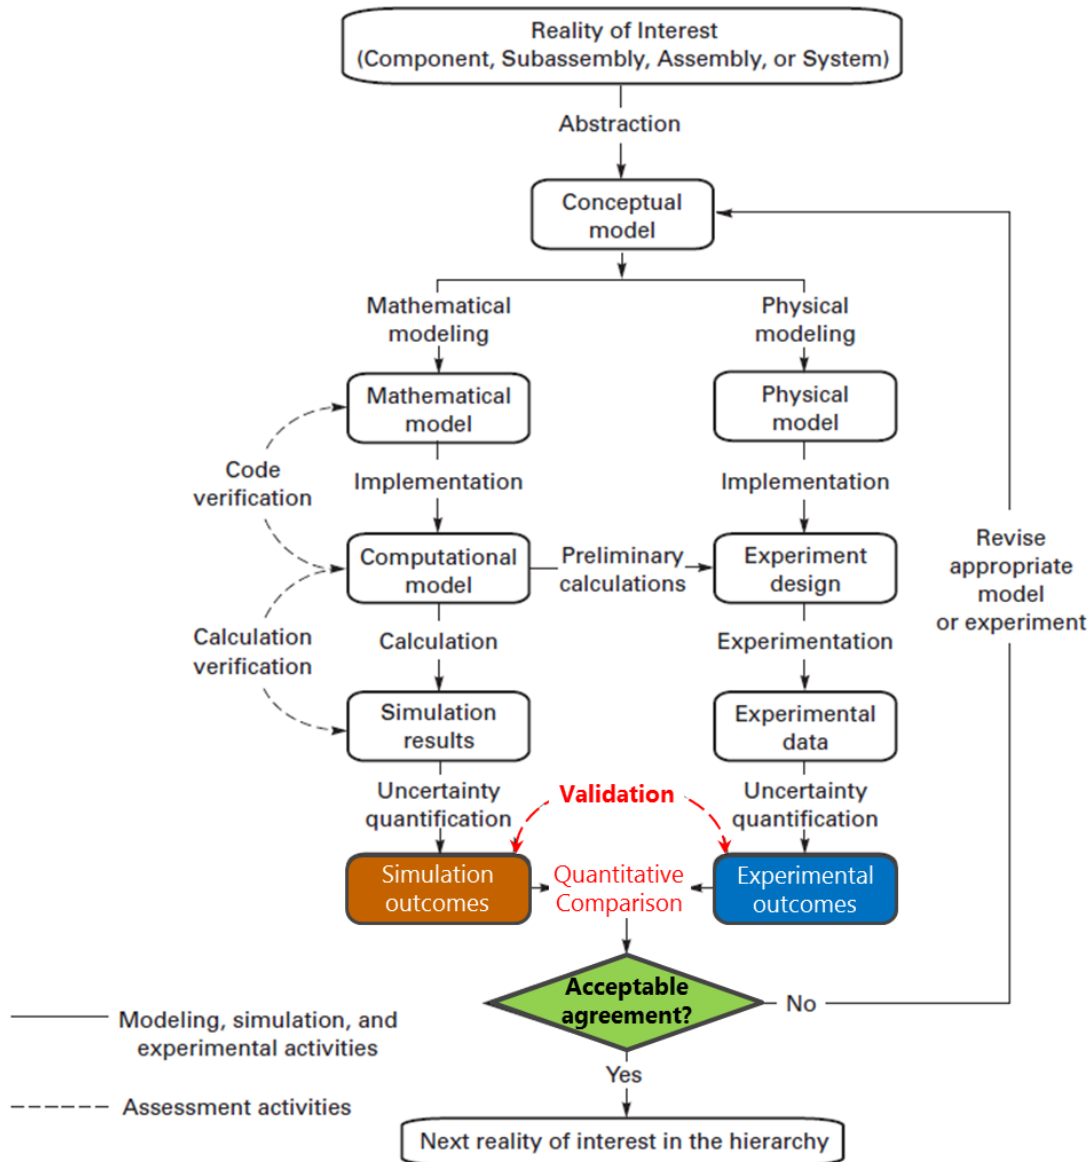 Reality of Interest
(Component, Subassembly, Assembly, or System)
Abstraction
Conceptual
model
Mathematical
modeling
Physical
modeling
Mathematical
model
Physical
model
Code
verification
Implementation
Implementation
Computational
model
Preliminary
calculations
Experiment
design
Revise
appropriate
model
or experiment
Calculation
verification
Calculation
Experimentation
Simulation
results
Experimental
data
Uncertainty
quantification
Validation
Uncertainty
quantification
Simulation
outcomes
Quantitative
Comparison
Experimental
outcomes
Acceptable
agreement?
No
Modeling, simulation, and
experimental activities
Yes
Assessment activities
Next reality of interest in the hierarchy